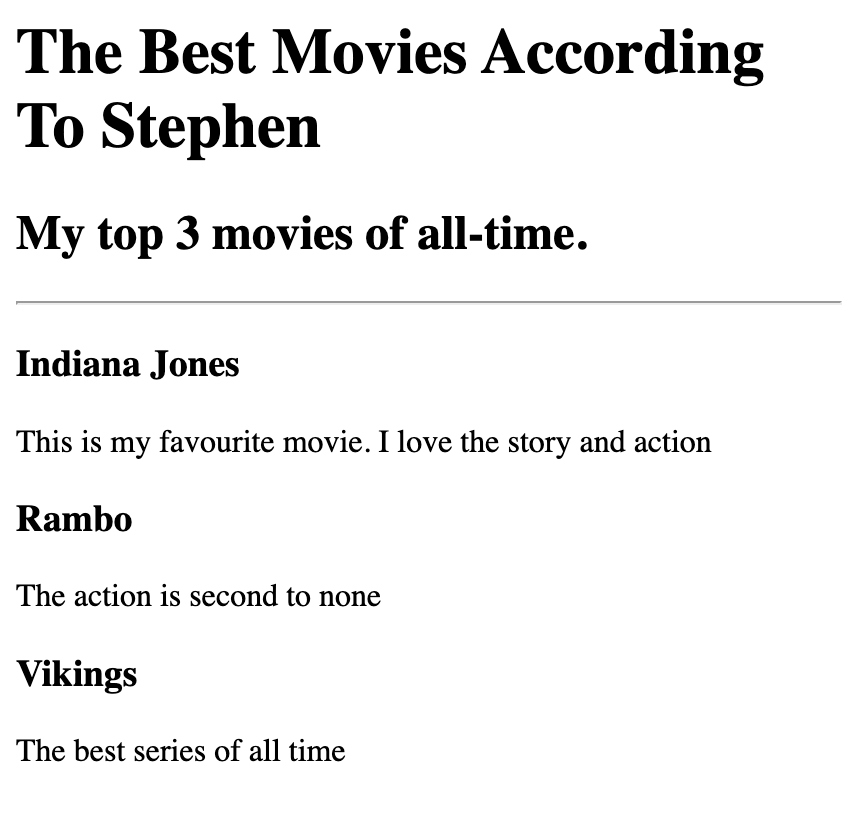 The Best Movies According
To Stephen
My top 3 movies of all-time.
Indiana Jones
This is my favourite movie. I love the story and action
Rambo
The action is second to none
Vikings
The best series of all time